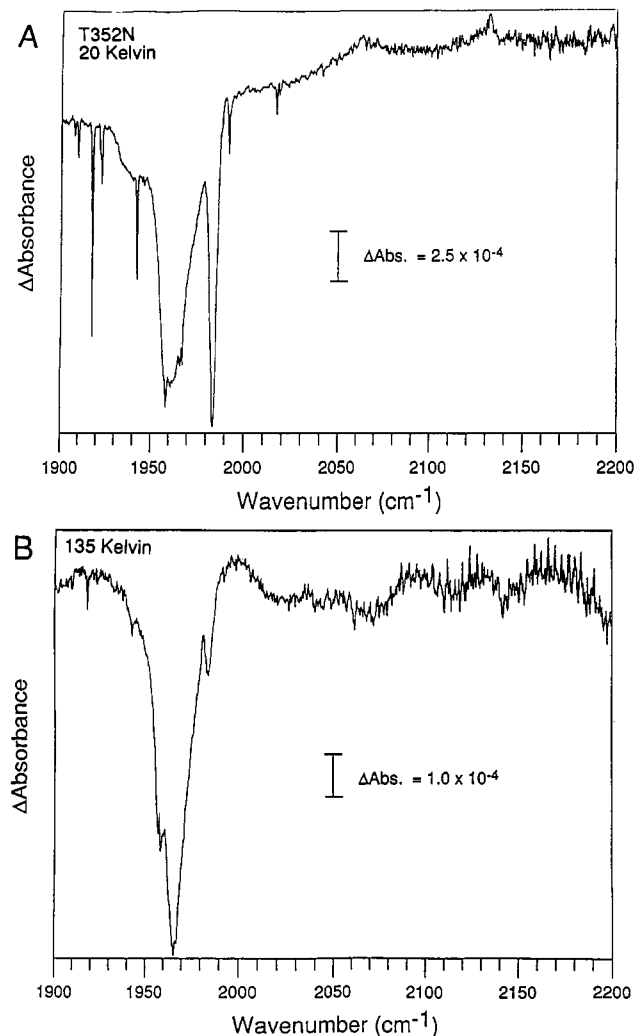 A
T352N
20 Kelvin
ΔAbsorbance
ΔAbs. = 2.5 x 10⁻⁴
1900 1950 2000 2050 2100 2150 2200
Wavenumber (cm⁻¹)
B
135 Kelvin
ΔAbsorbance
ΔAbs. = 1.0 x 10⁻⁴
1900 1950 2000 2050 2100 2150 2200
Wavenumber (cm⁻¹)